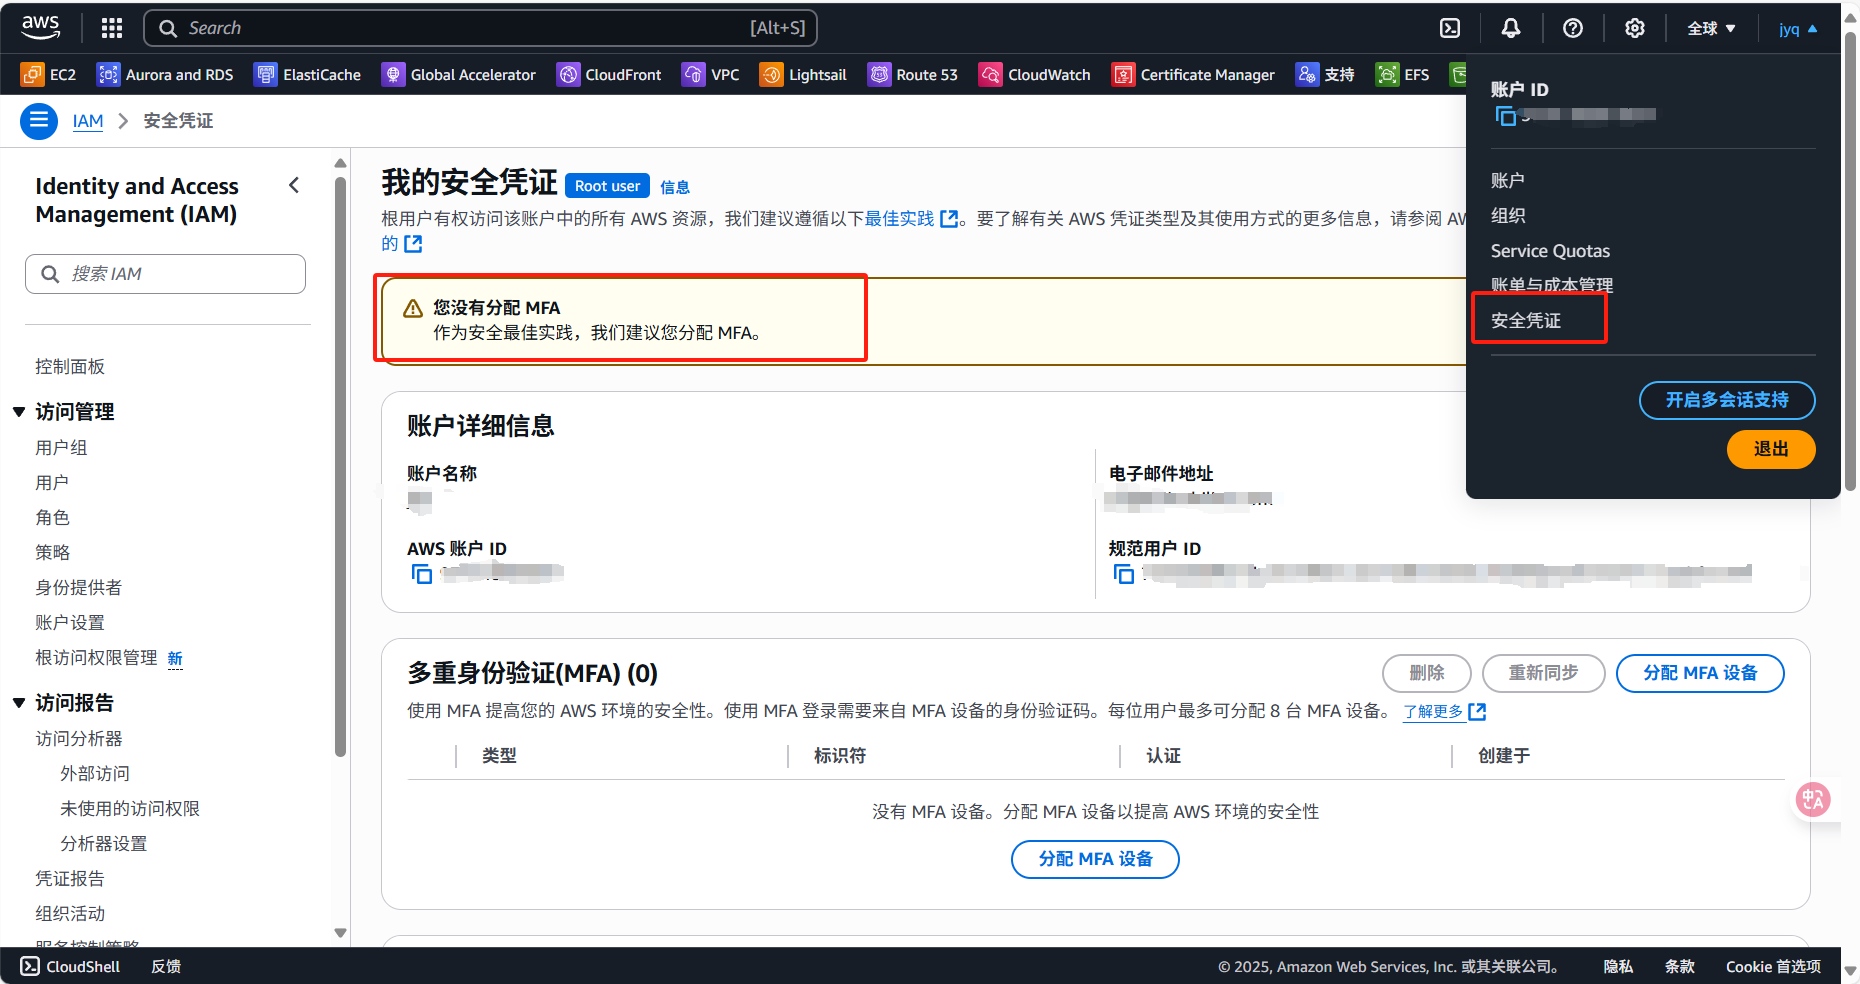 aws
Search [Alt+S]
全球
jyq
EC2
Aurora and RDS
ElastiCache
Global Accelerator
CloudFront
VPC
Lightsail
Route 53
CloudWatch
Certificate Manager
支持
EFS
IAM
安全凭证
Identity and Access
Management (IAM)
搜索 IAM
控制面板
访问管理
用户组
用户
角色
策略
身份提供者
账户设置
根访问权限管理 新
访问报告
访问分析器
外部访问
未使用的访问权限
分析器设置
凭证报告
组织活动
服务控制策略
我的安全凭证 Root user 信息
根用户有权访问该账户中的所有 AWS 资源，我们建议遵循以下最佳实践 。要了解有关 AWS 凭证类型及其使用方式的更多信息，请参阅 AW
的
您没有分配 MFA
作为安全最佳实践，我们建议您分配 MFA。
账户详细信息
账户名称
电子邮件地址
AWS 账户 ID
规范用户 ID
多重身份验证(MFA) (0)
删除
重新同步
分配 MFA 设备
使用 MFA 提高您的 AWS 环境的安全性。使用 MFA 登录需要来自 MFA 设备的身份验证码。每位用户最多可分配 8 台 MFA 设备。 了解更多
类型
标识符
认证
创建于
没有 MFA 设备。分配 MFA 设备以提高 AWS 环境的安全性
分配 MFA 设备
账户 ID
账户
组织
Service Quotas
账单与成本管理
安全凭证
开启多会话支持
退出
中A
CloudShell
反馈
© 2025, Amazon Web Services, Inc. 或其关联公司。
隐私
条款
Cookie 首选项